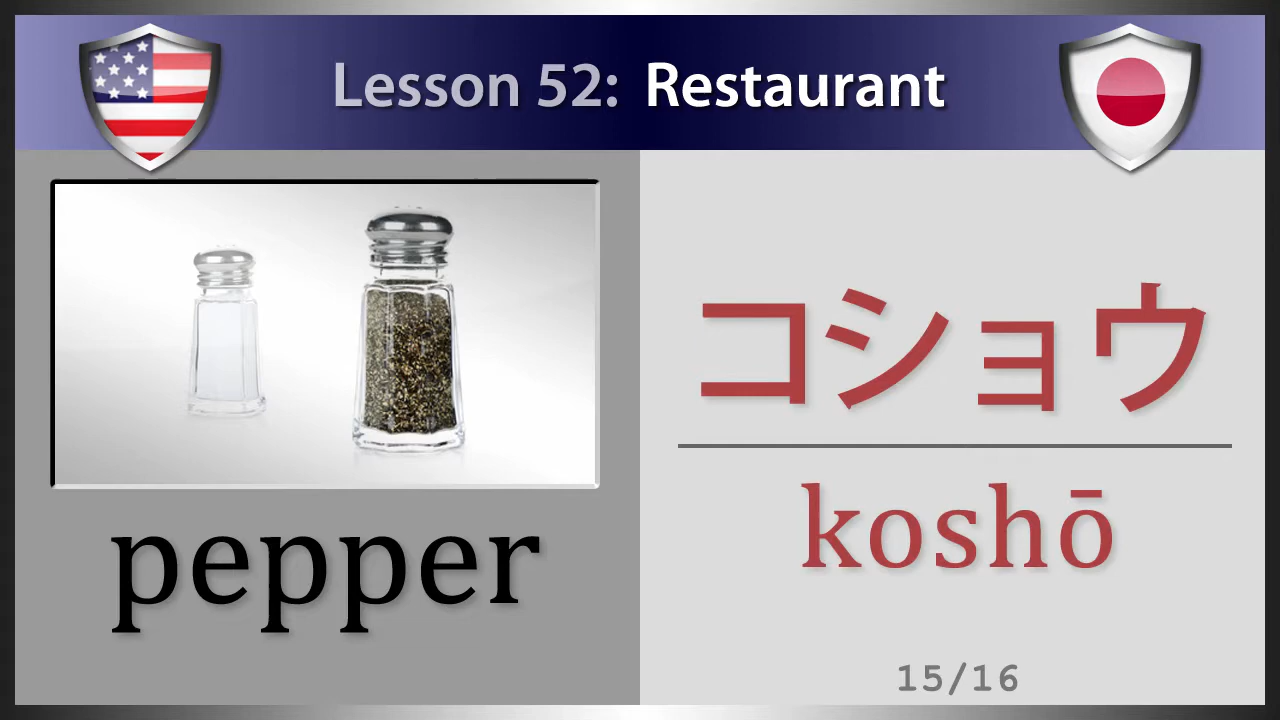 Lesson 52: Restaurant
pepper
コショウ
koshō
15/16